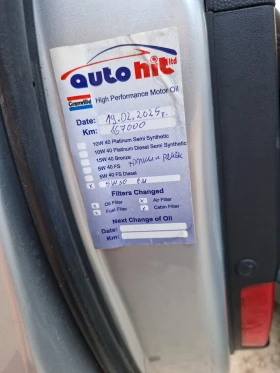 auto hit ltd
High Performance Motor Oil
Date: 19.02.2025г.
Km: 167000
10W 40 Platinum Semi Synthetic
10W 40 Platinum Diesel Semi Synthetic
15W 40 Bronze
5W 40 FS
5W 40 FS Diesel
Filters Changed
Oil Filter x Air Filter
x Fuel Filter x Cabin Filter
Next Change of Oil
Date:
Km: